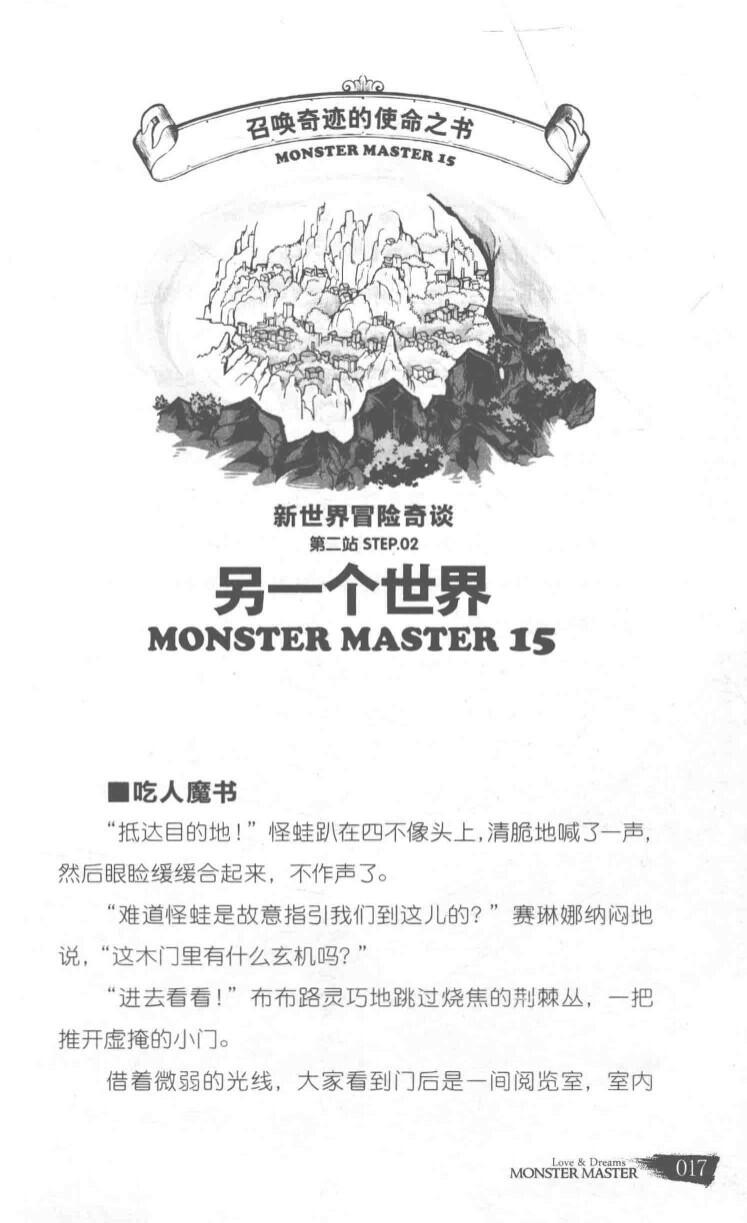 召唤奇迹的使命之书
MONSTER MASTER 15
新世界冒险奇谈
第二站 STEP.02
另一个世界
MONSTER MASTER 15
■吃人魔书
“抵达目的地！”怪蛙趴在四不像头上，清脆地喊了一声，
然后眼睑缓缓合起来，不作声了。
“难道怪蛙是故意指引我们到这儿的？”赛琳娜纳闷地
说，“这木门里有什么玄机吗？”
“进去看看！”布布路灵巧地跳过烧焦的荆棘丛，一把
推开虚掩的小门。
借着微弱的光线，大家看到门后是一间阅览室，室内
Love & Dreams
MONSTER MASTER
017